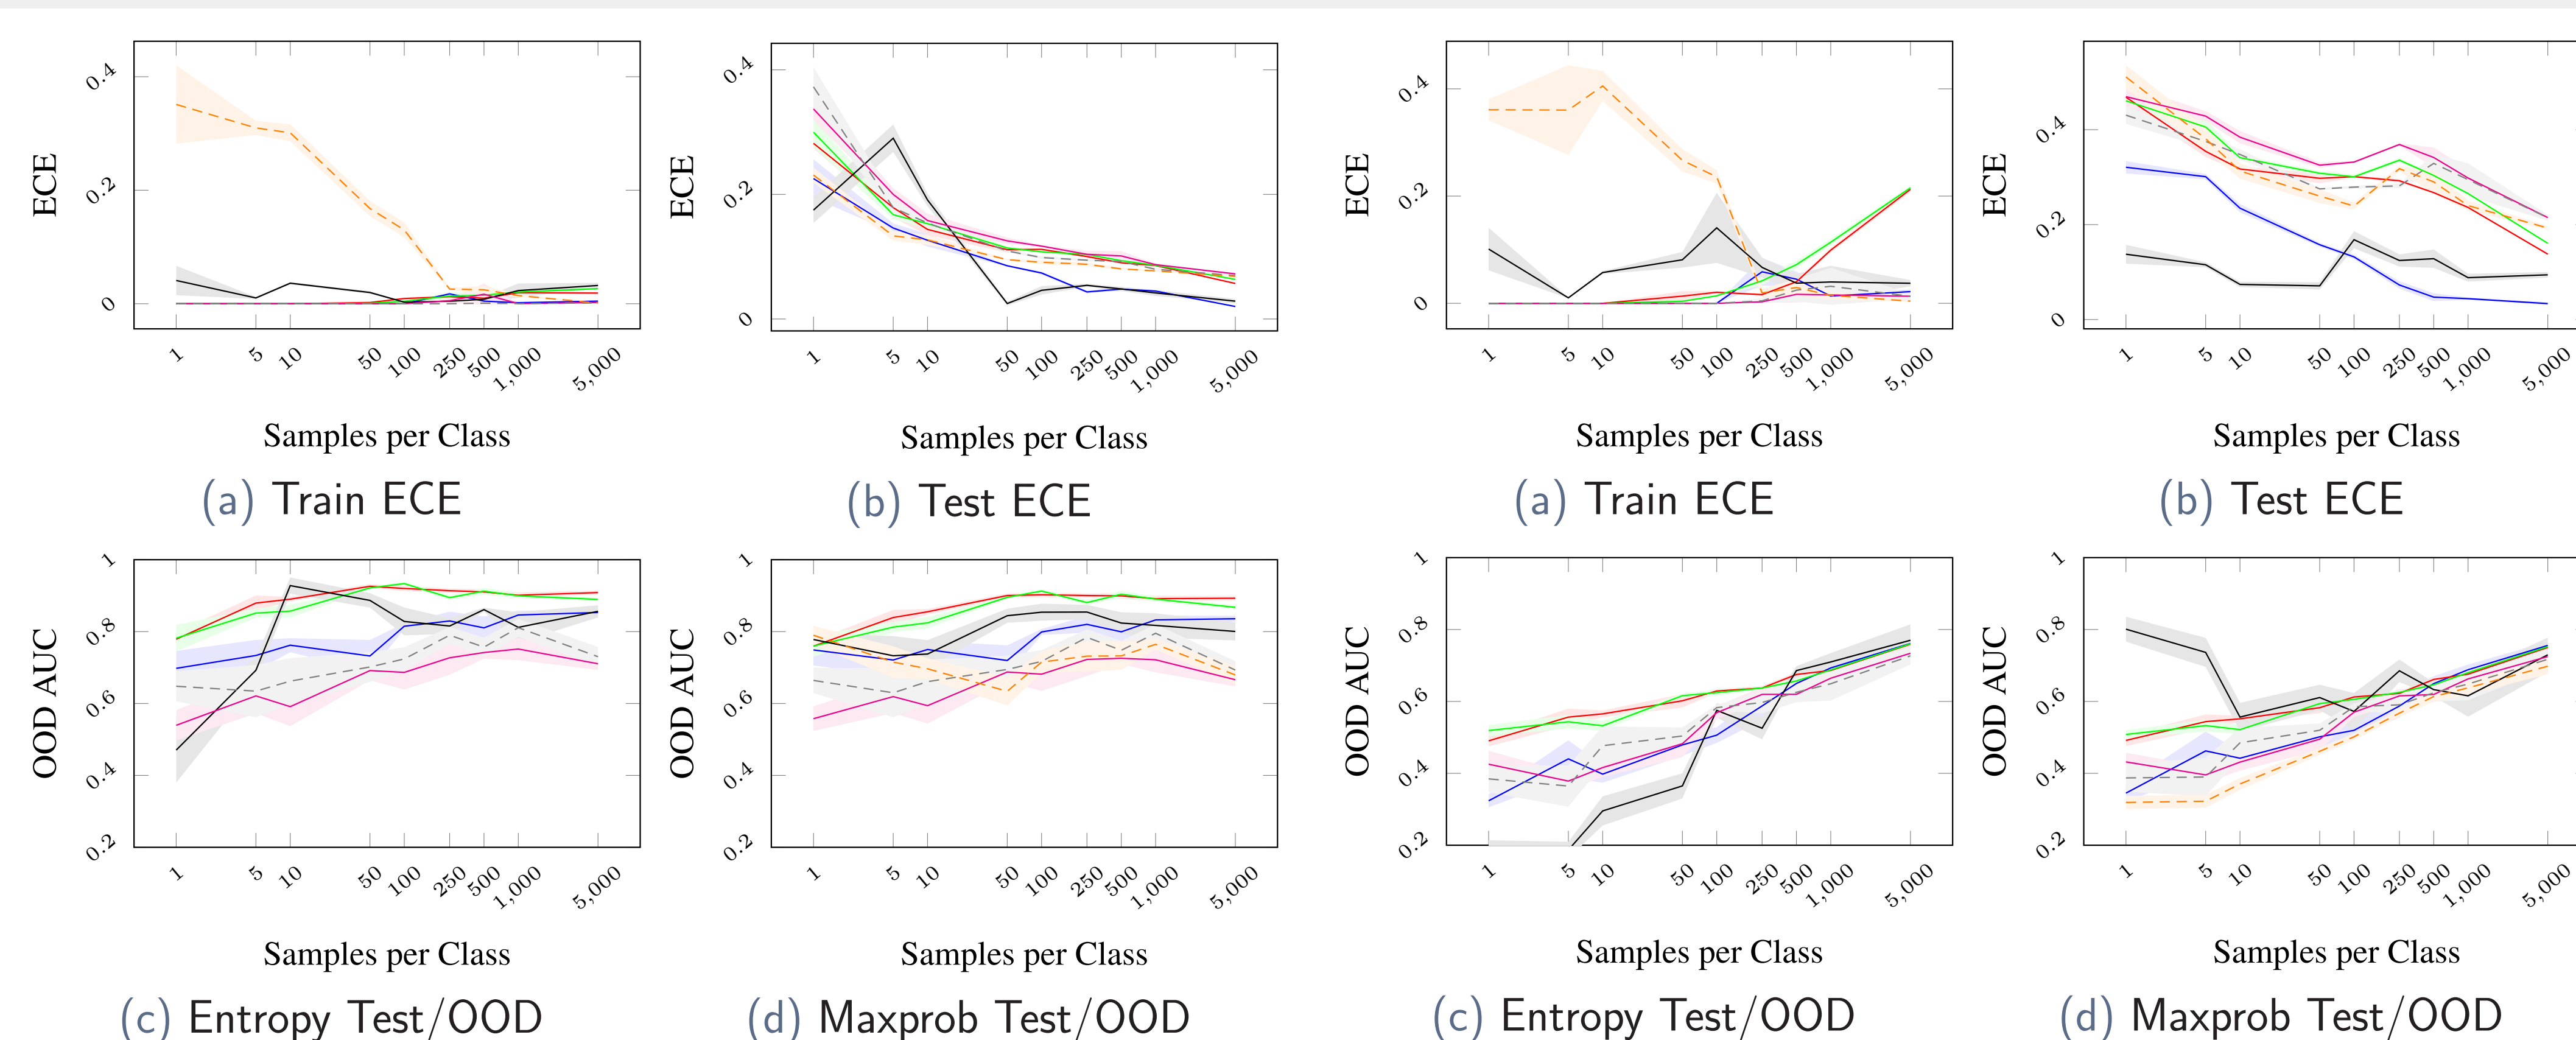 ECE
0.4
0.2
0
1 5 10 50 100 250 500 1,000 5,000
Samples per Class
(a) Train ECE
ECE
0.4
0.2
0
1 5 10 50 100 250 500 1,000 5,000
Samples per Class
(b) Test ECE
ECE
0.4
0.2
0
1 5 10 50 100 250 500 1,000 5,000
Samples per Class
(a) Train ECE
ECE
0.4
0.2
0
1 5 10 50 100 250 500 1,000 5,000
Samples per Class
(b) Test ECE
OOD AUC
1
0.8
0.6
0.4
0.2
1 5 10 50 100 250 500 1,000 5,000
Samples per Class
(c) Entropy Test/OOD
OOD AUC
1
0.8
0.6
0.4
0.2
1 5 10 50 100 250 500 1,000 5,000
Samples per Class
(d) Maxprob Test/OOD
OOD AUC
1
0.8
0.6
0.4
0.2
1 5 10 50 100 250 500 1,000 5,000
Samples per Class
(c) Entropy Test/OOD
OOD AUC
1
0.8
0.6
0.4
0.2
1 5 10 50 100 250 500 1,000 5,000
Samples per Class
(d) Maxprob Test/OOD